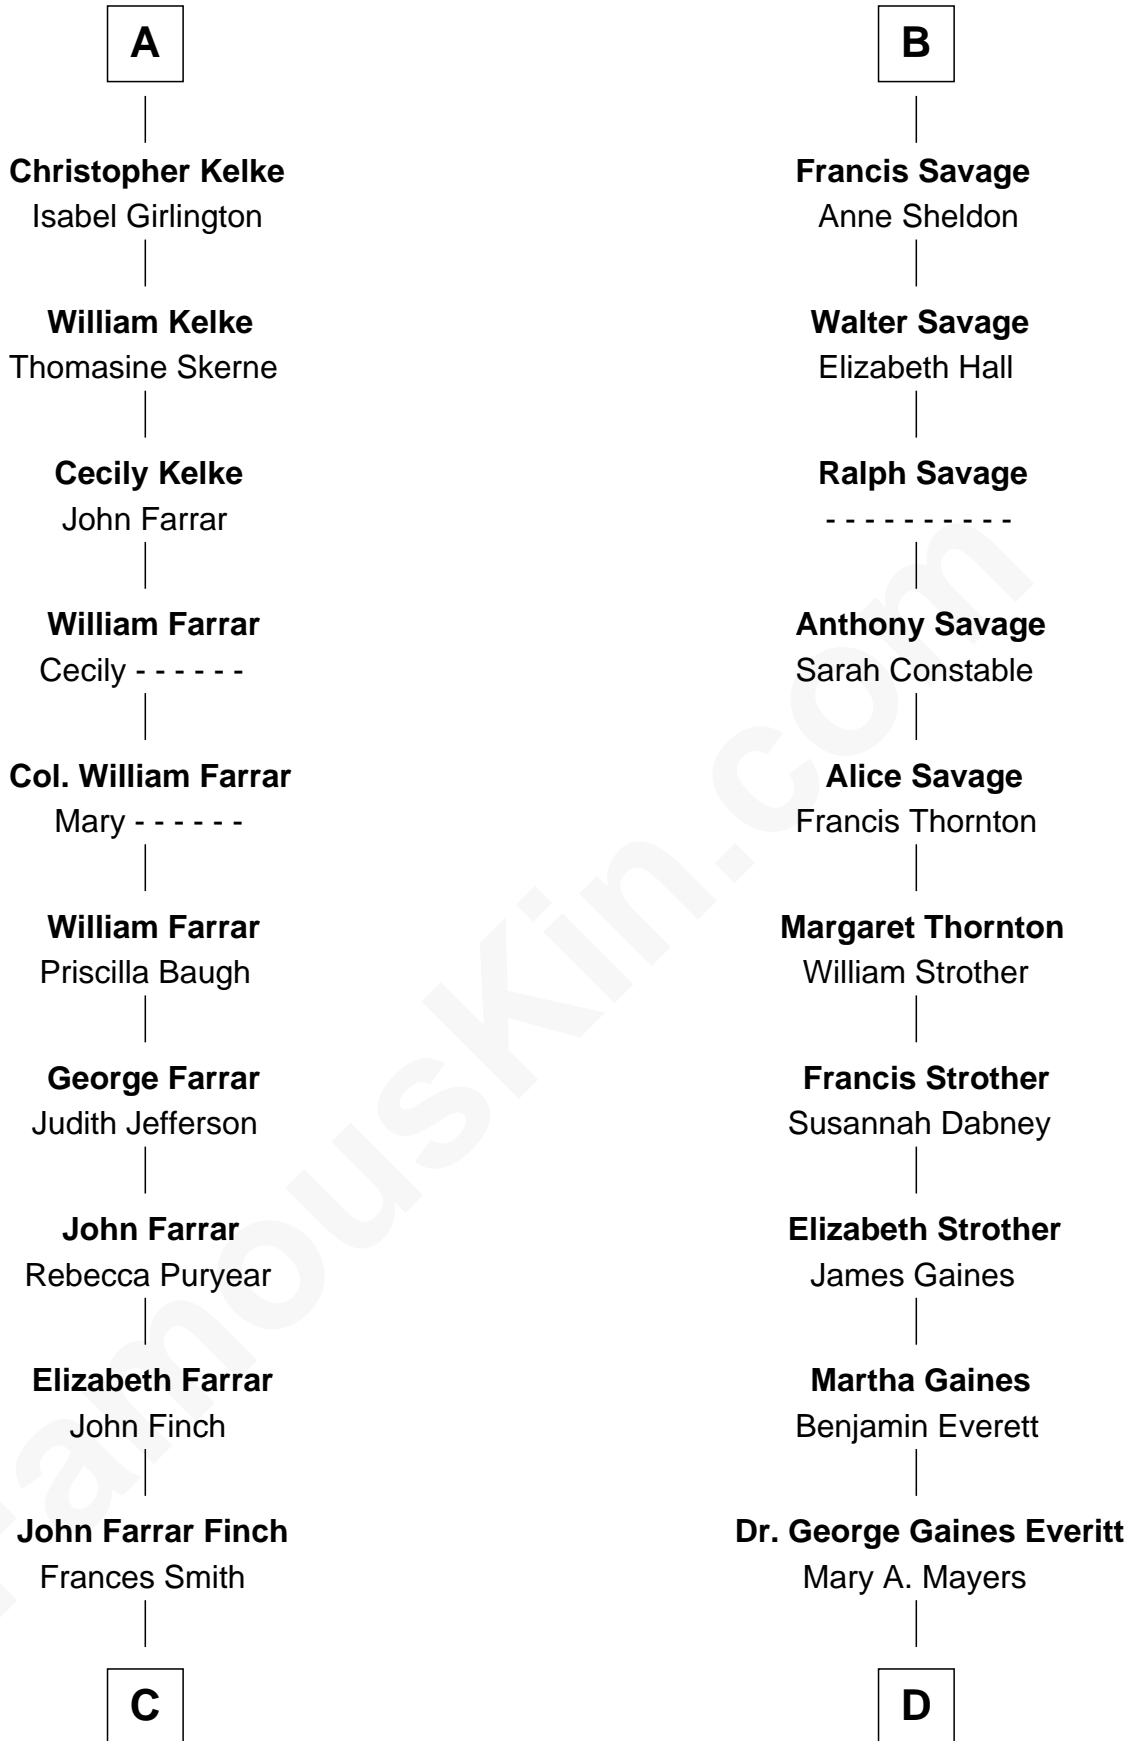 A
Christopher Kelke
Isabel Girlington
William Kelke
Thomasine Skerne
Cecily Kelke
John Farrar
William Farrar
Cecily - - - - - -
Col. William Farrar
Mary - - - - - -
William Farrar
Priscilla Baugh
George Farrar
Judith Jefferson
John Farrar
Rebecca Puryear
Elizabeth Farrar
John Finch
John Farrar Finch
Frances Smith
C
B
Francis Savage
Anne Sheldon
Walter Savage
Elizabeth Hall
Ralph Savage
- - - - - - - - - -
Anthony Savage
Sarah Constable
Alice Savage
Francis Thornton
Margaret Thornton
William Strother
Francis Strother
Susannah Dabney
Elizabeth Strother
James Gaines
Martha Gaines
Benjamin Everett
Dr. George Gaines Everitt
Mary A. Mayers
D
FamousKin.com